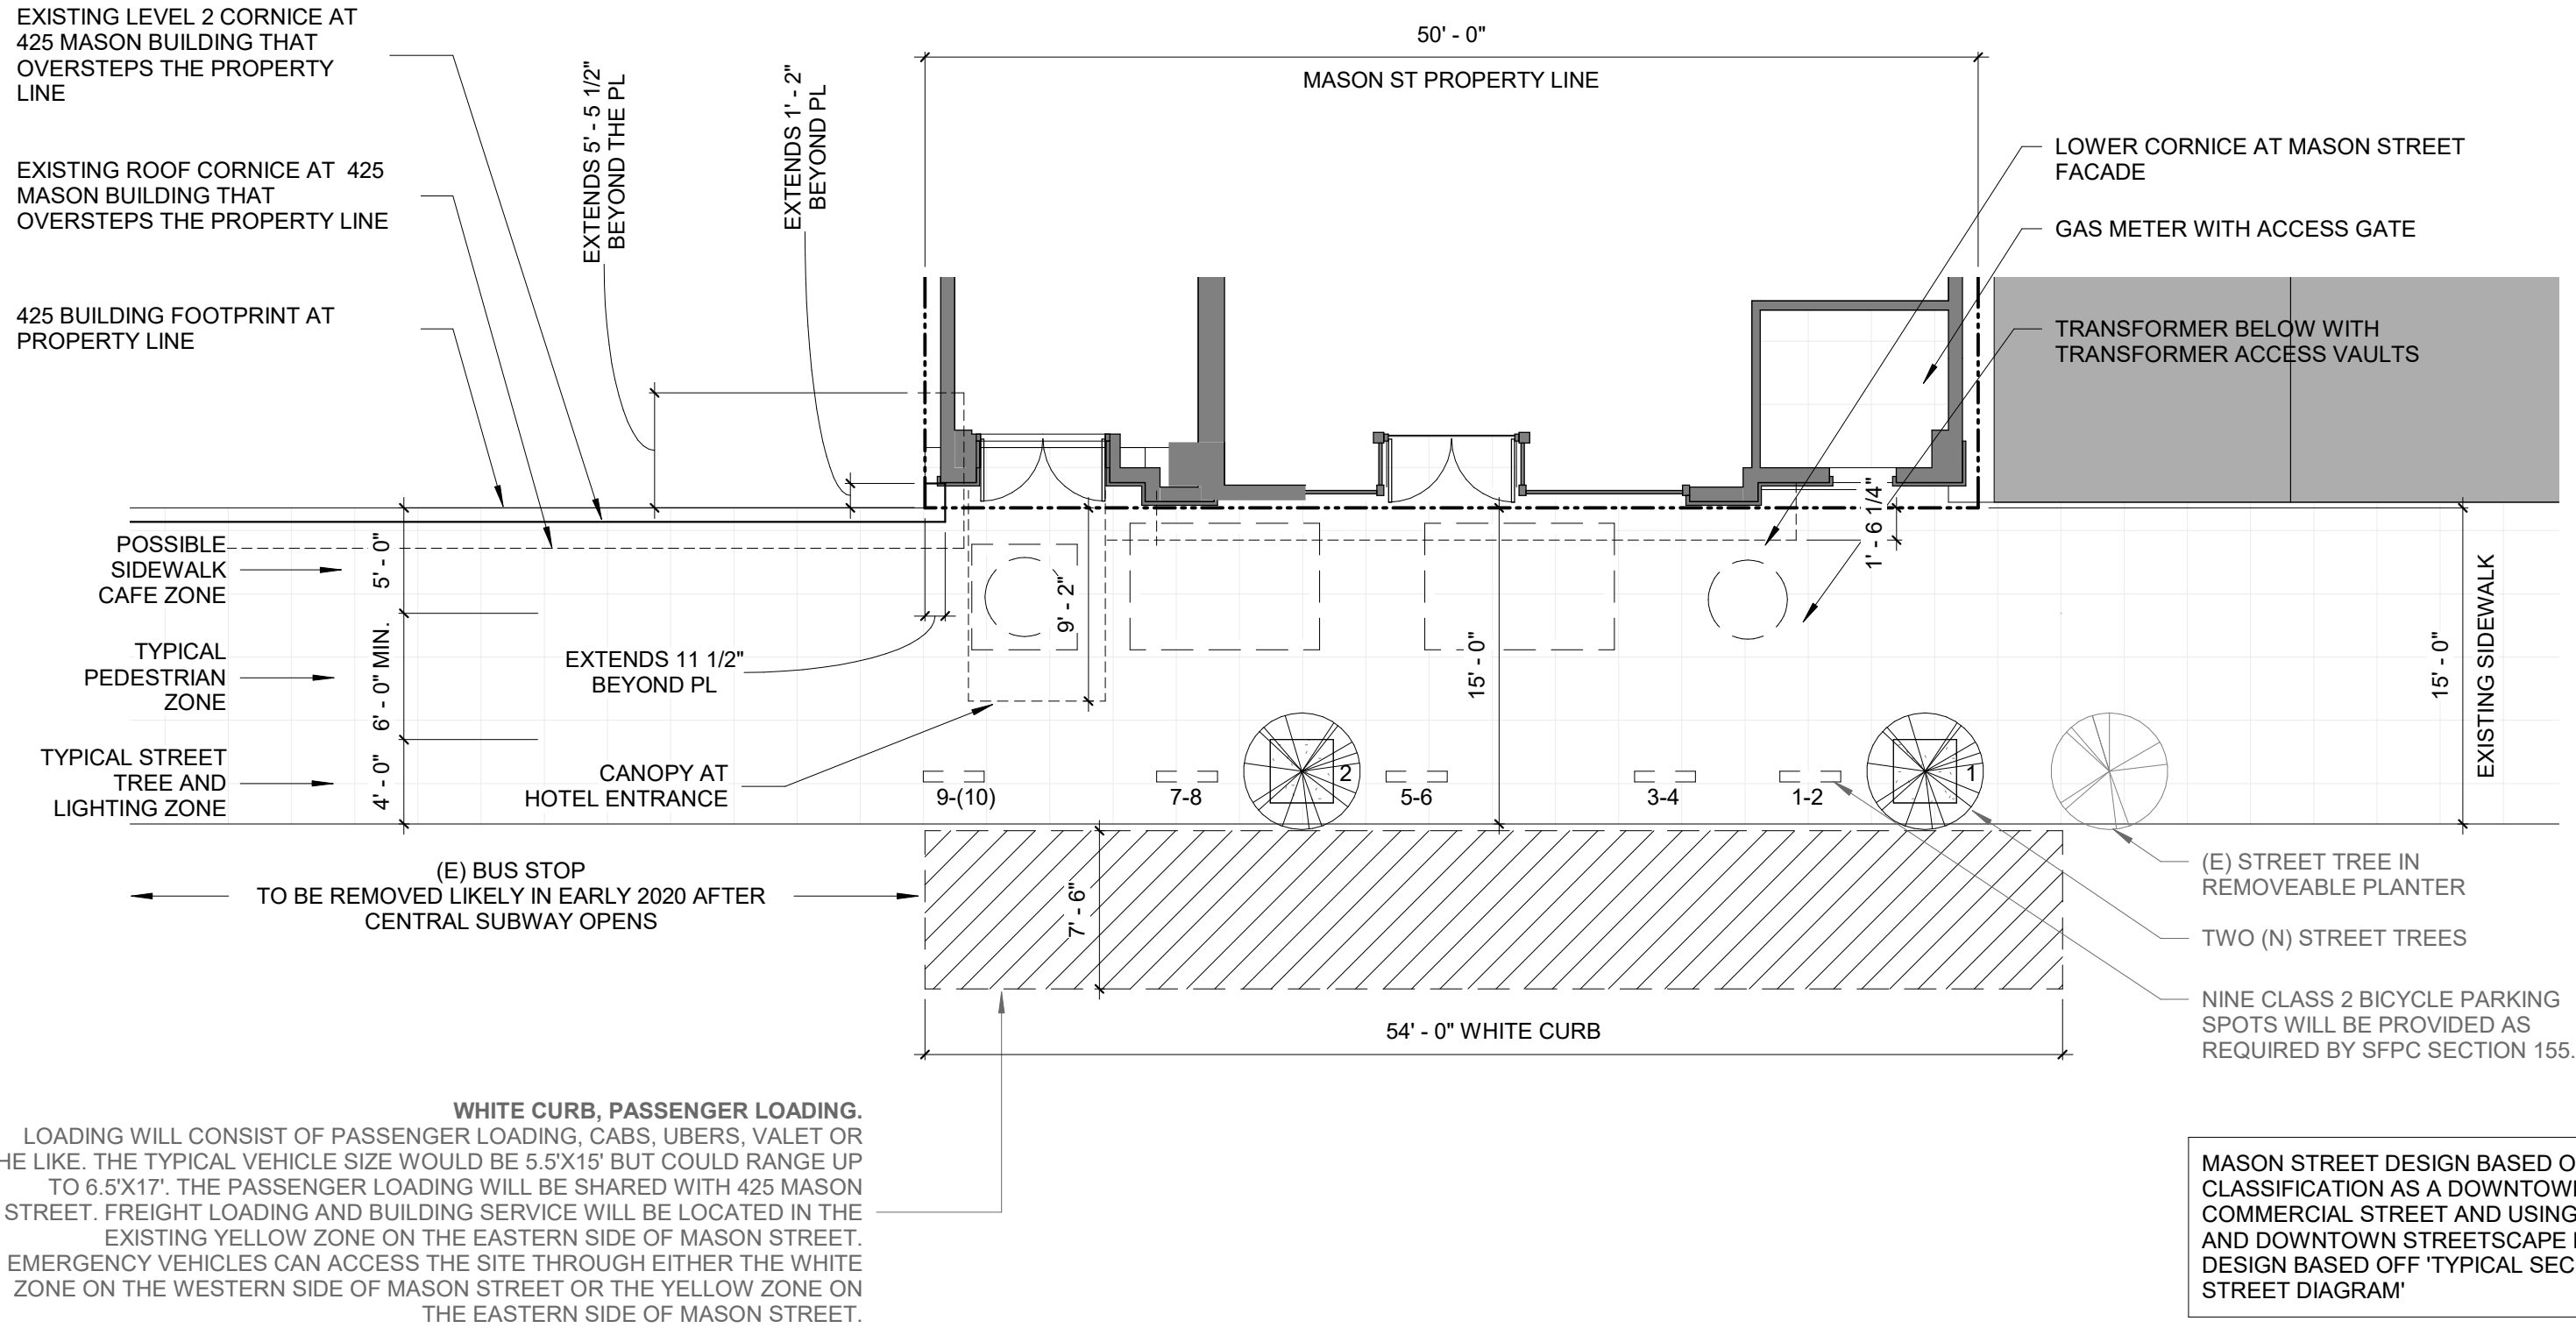 EXISTING LEVEL 2 CORNICE AT
425 MASON BUILDING THAT
OVERSTEPS THE PROPERTY
LINE
EXISTING ROOF CORNICE AT 425
MASON BUILDING THAT
OVERSTEPS THE PROPERTY LINE
425 BUILDING FOOTPRINT AT
PROPERTY LINE
EXTENDS 5' - 5 1/2"
BEYOND THE PL
EXTENDS 1' - 2"
BEYOND PL
50' - 0"
MASON ST PROPERTY LINE
LOWER CORNICE AT MASON STREET
FACADE
GAS METER WITH ACCESS GATE
TRANSFORMER BELOW WITH
TRANSFORMER ACCESS VAULTS
1' - 6 1/4"
POSSIBLE
SIDEWALK
CAFE ZONE
5' - 0"
TYPICAL
PEDESTRIAN
ZONE
6' - 0" MIN.
TYPICAL STREET
TREE AND
LIGHTING ZONE
4' - 0"
EXTENDS 11 1/2"
BEYOND PL
9' - 2"
CANOPY AT
HOTEL ENTRANCE
15' - 0"
15' - 0"
EXISTING SIDEWALK
9-(10)
7-8
2
5-6
3-4
1-2
1
(E) BUS STOP
TO BE REMOVED LIKELY IN EARLY 2020 AFTER
CENTRAL SUBWAY OPENS
7' - 6"
54' - 0" WHITE CURB
(E) STREET TREE IN
REMOVEABLE PLANTER
TWO (N) STREET TREES
NINE CLASS 2 BICYCLE PARKING
SPOTS WILL BE PROVIDED AS
REQUIRED BY SFPC SECTION 155.
WHITE CURB, PASSENGER LOADING.
LOADING WILL CONSIST OF PASSENGER LOADING, CABS, UBERS, VALET OR
HE LIKE. THE TYPICAL VEHICLE SIZE WOULD BE 5.5'X15' BUT COULD RANGE UP
TO 6.5'X17'. THE PASSENGER LOADING WILL BE SHARED WITH 425 MASON
STREET. FREIGHT LOADING AND BUILDING SERVICE WILL BE LOCATED IN THE
EXISTING YELLOW ZONE ON THE EASTERN SIDE OF MASON STREET.
EMERGENCY VEHICLES CAN ACCESS THE SITE THROUGH EITHER THE WHITE
ZONE ON THE WESTERN SIDE OF MASON STREET OR THE YELLOW ZONE ON
THE EASTERN SIDE OF MASON STREET.
MASON STREET DESIGN BASED O
CLASSIFICATION AS A DOWNTOW
COMMERCIAL STREET AND USING
AND DOWNTOWN STREETSCAPE
DESIGN BASED OFF 'TYPICAL SEC
STREET DIAGRAM'